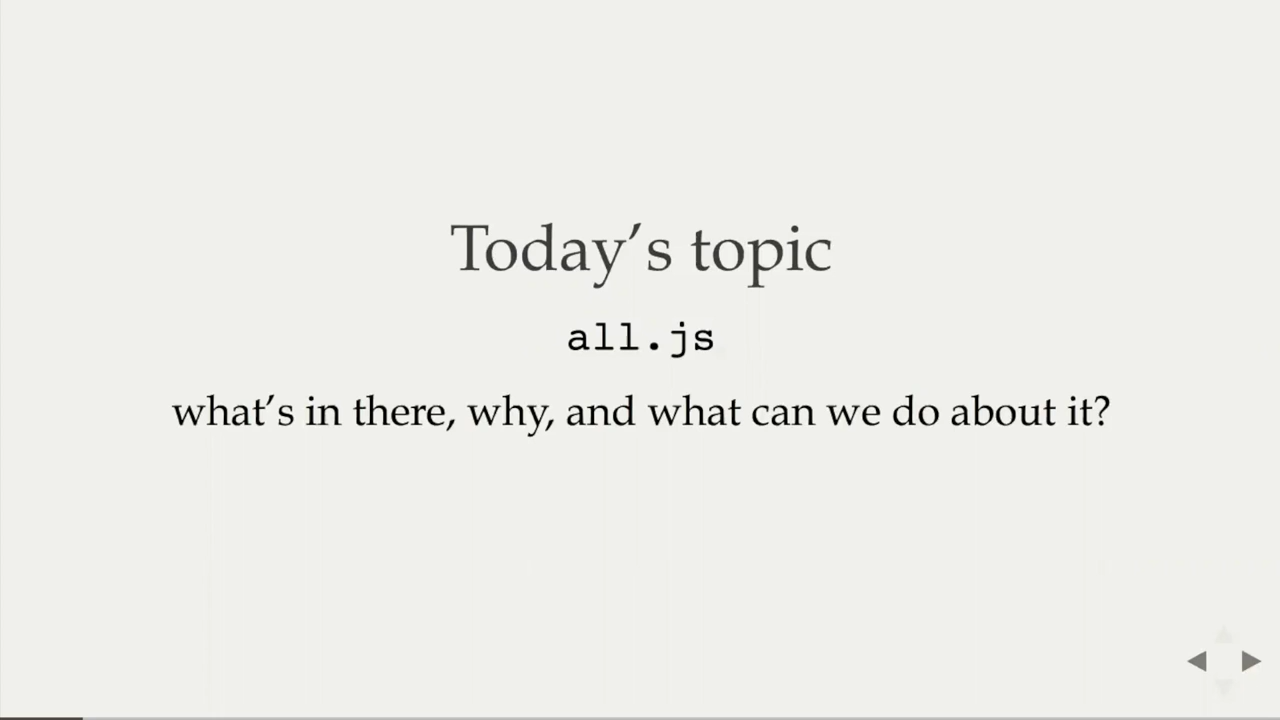 Today’s topic
all.js
what’s in there, why, and what can we do about it?